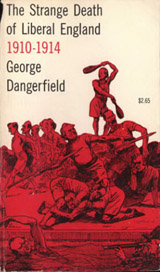 The Strange Death
of Liberal England
1910-1914
George
Dangerfield
$2.65